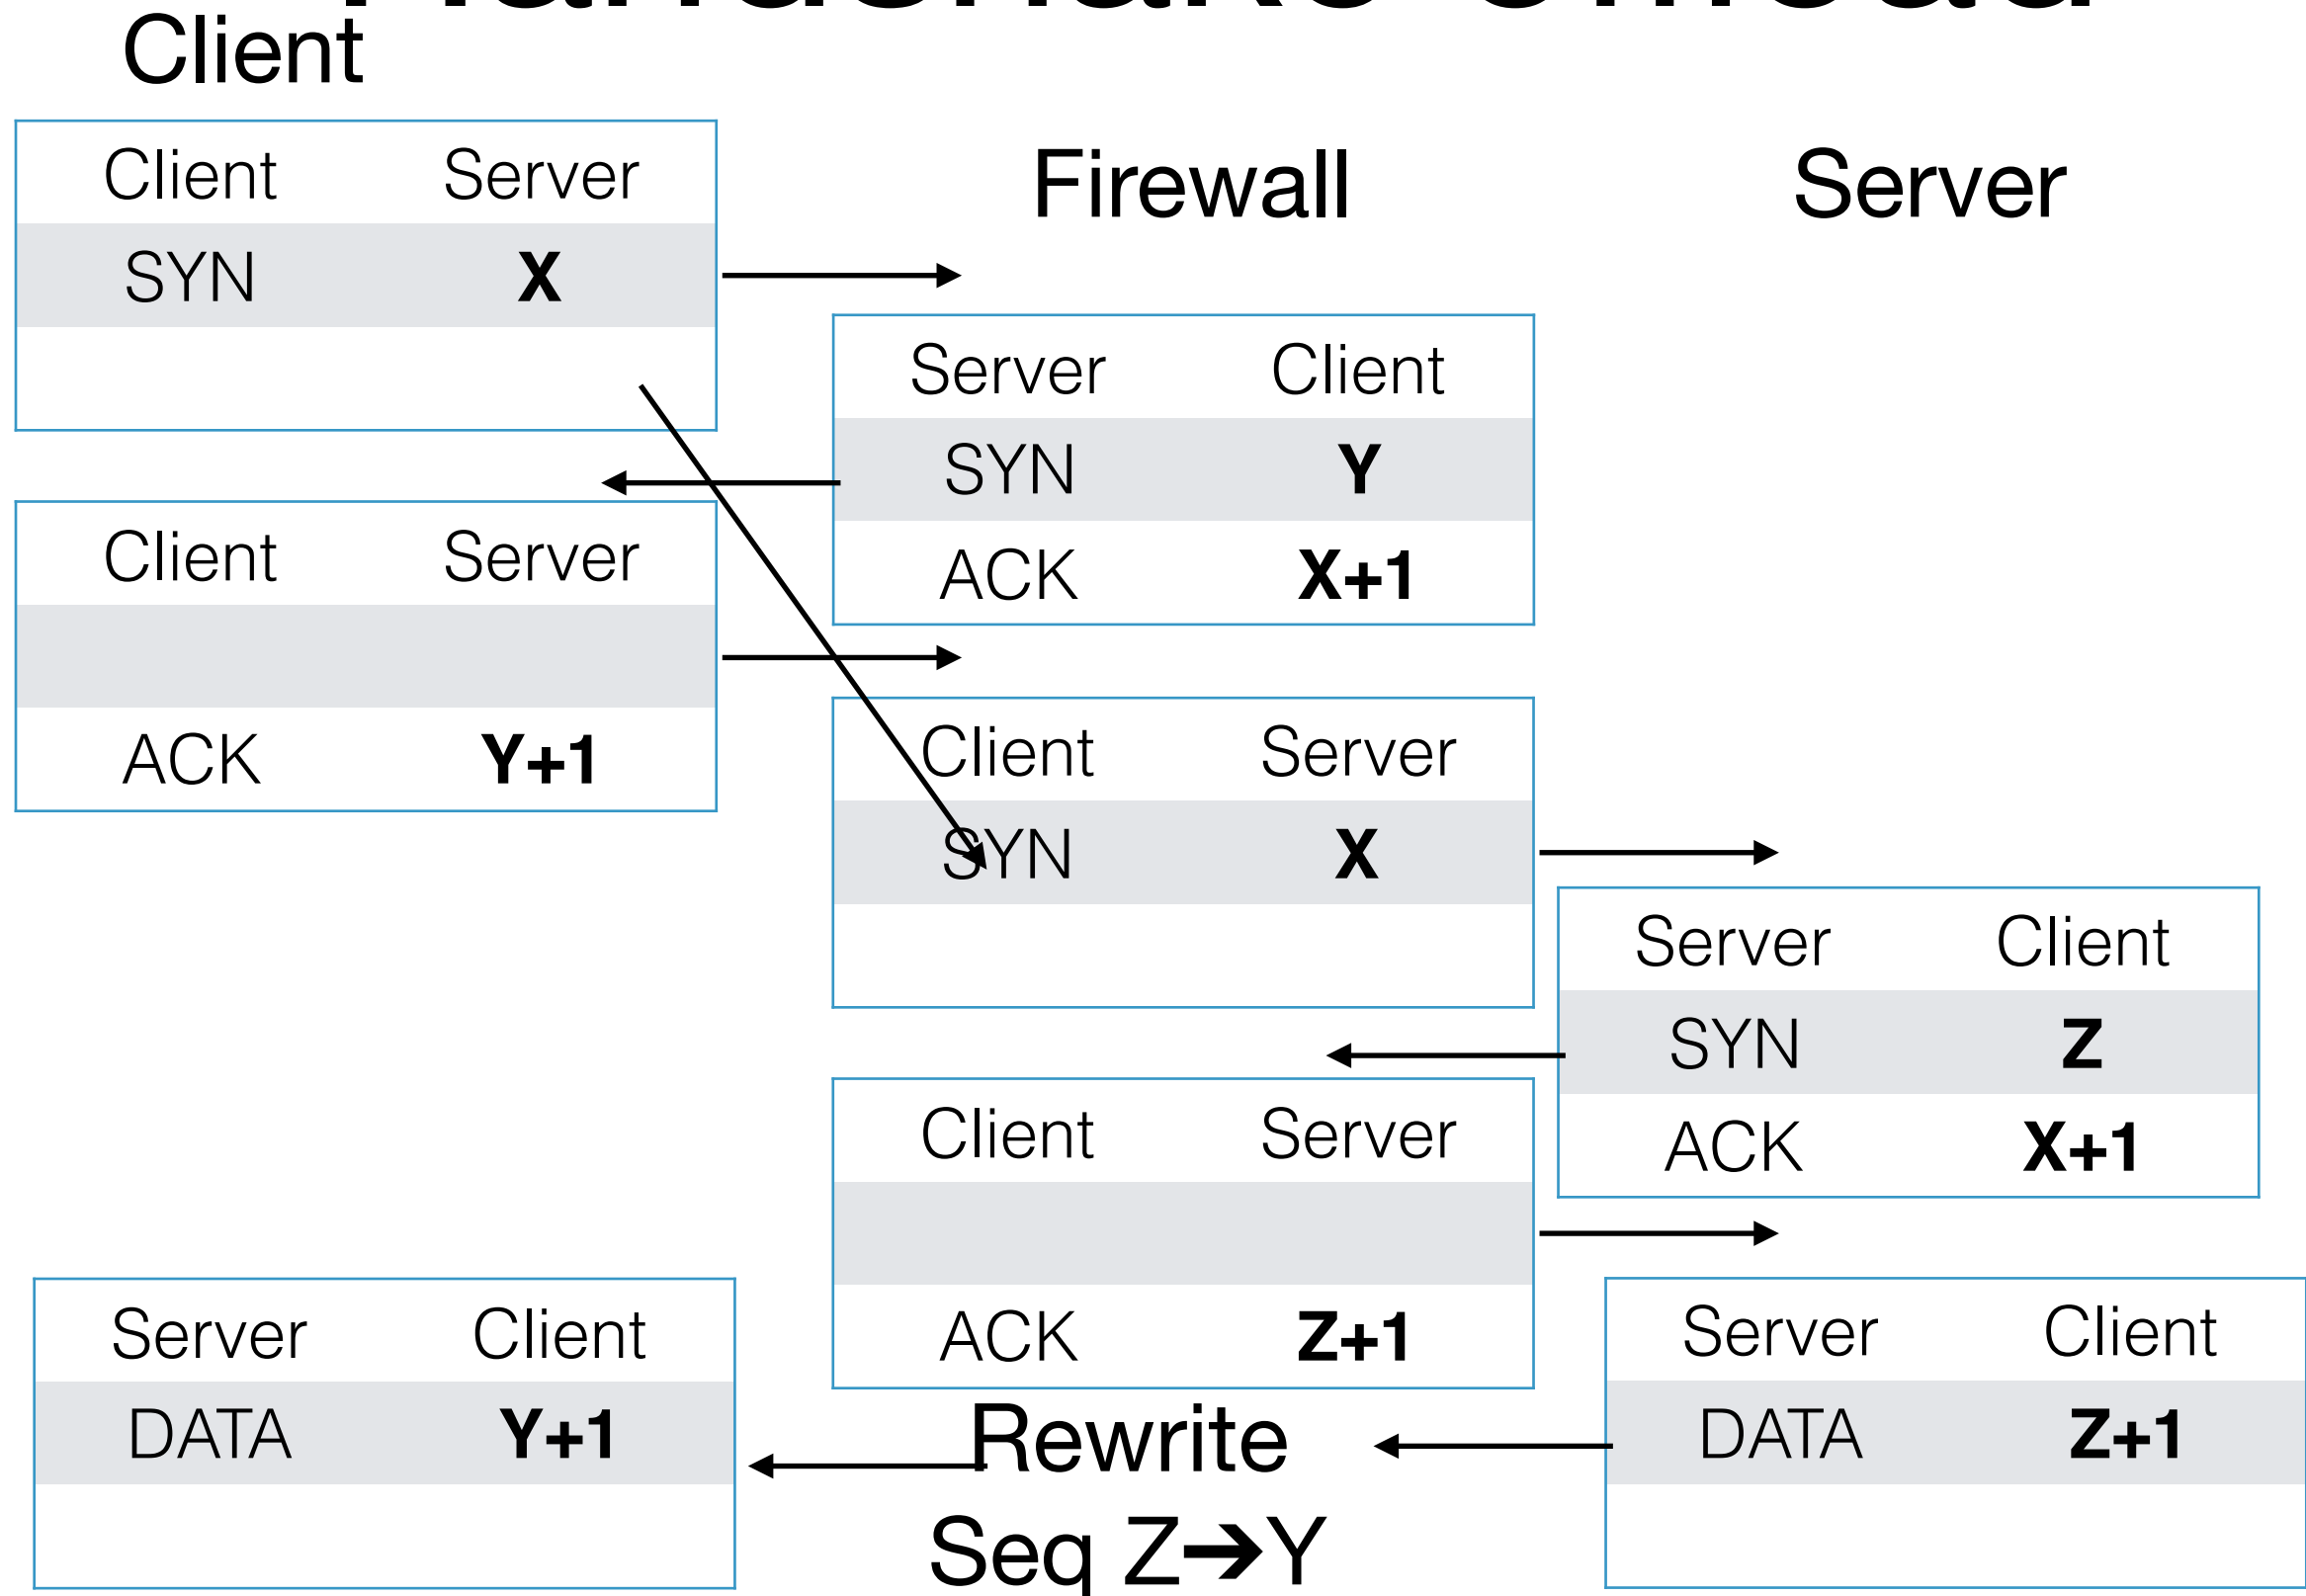 Client
Firewall Server
Client Server
SYN X
Server Client
SYN Y
ACK X+1
Client Server
ACK Y+1
Client Server
SYN X
Server Client
SYN Z
ACK X+1
Client Server
ACK Z+1
Server Client
DATA Z+1
Rewrite
Seq Z➔Y
Server Client
DATA Y+1